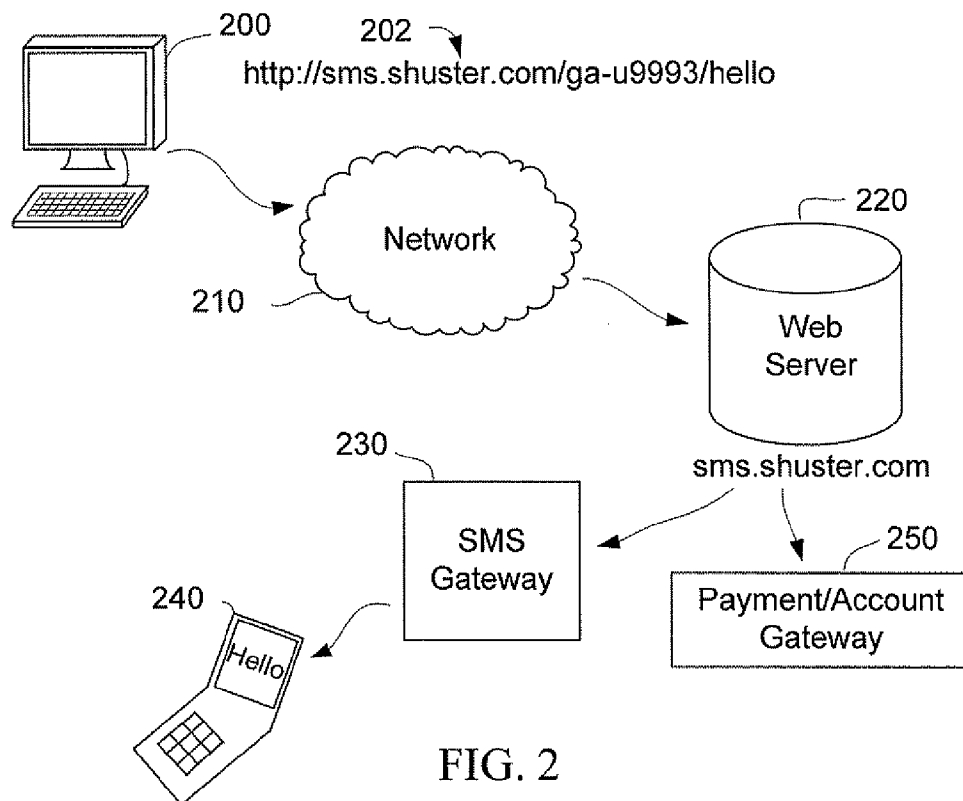 200
202
http://sms.shuster.com/ga-u9993/hello
Network
210
220
Web
Server
sms.shuster.com
230
SMS
Gateway
250
Payment/Account
Gateway
240
Hello
FIG. 2